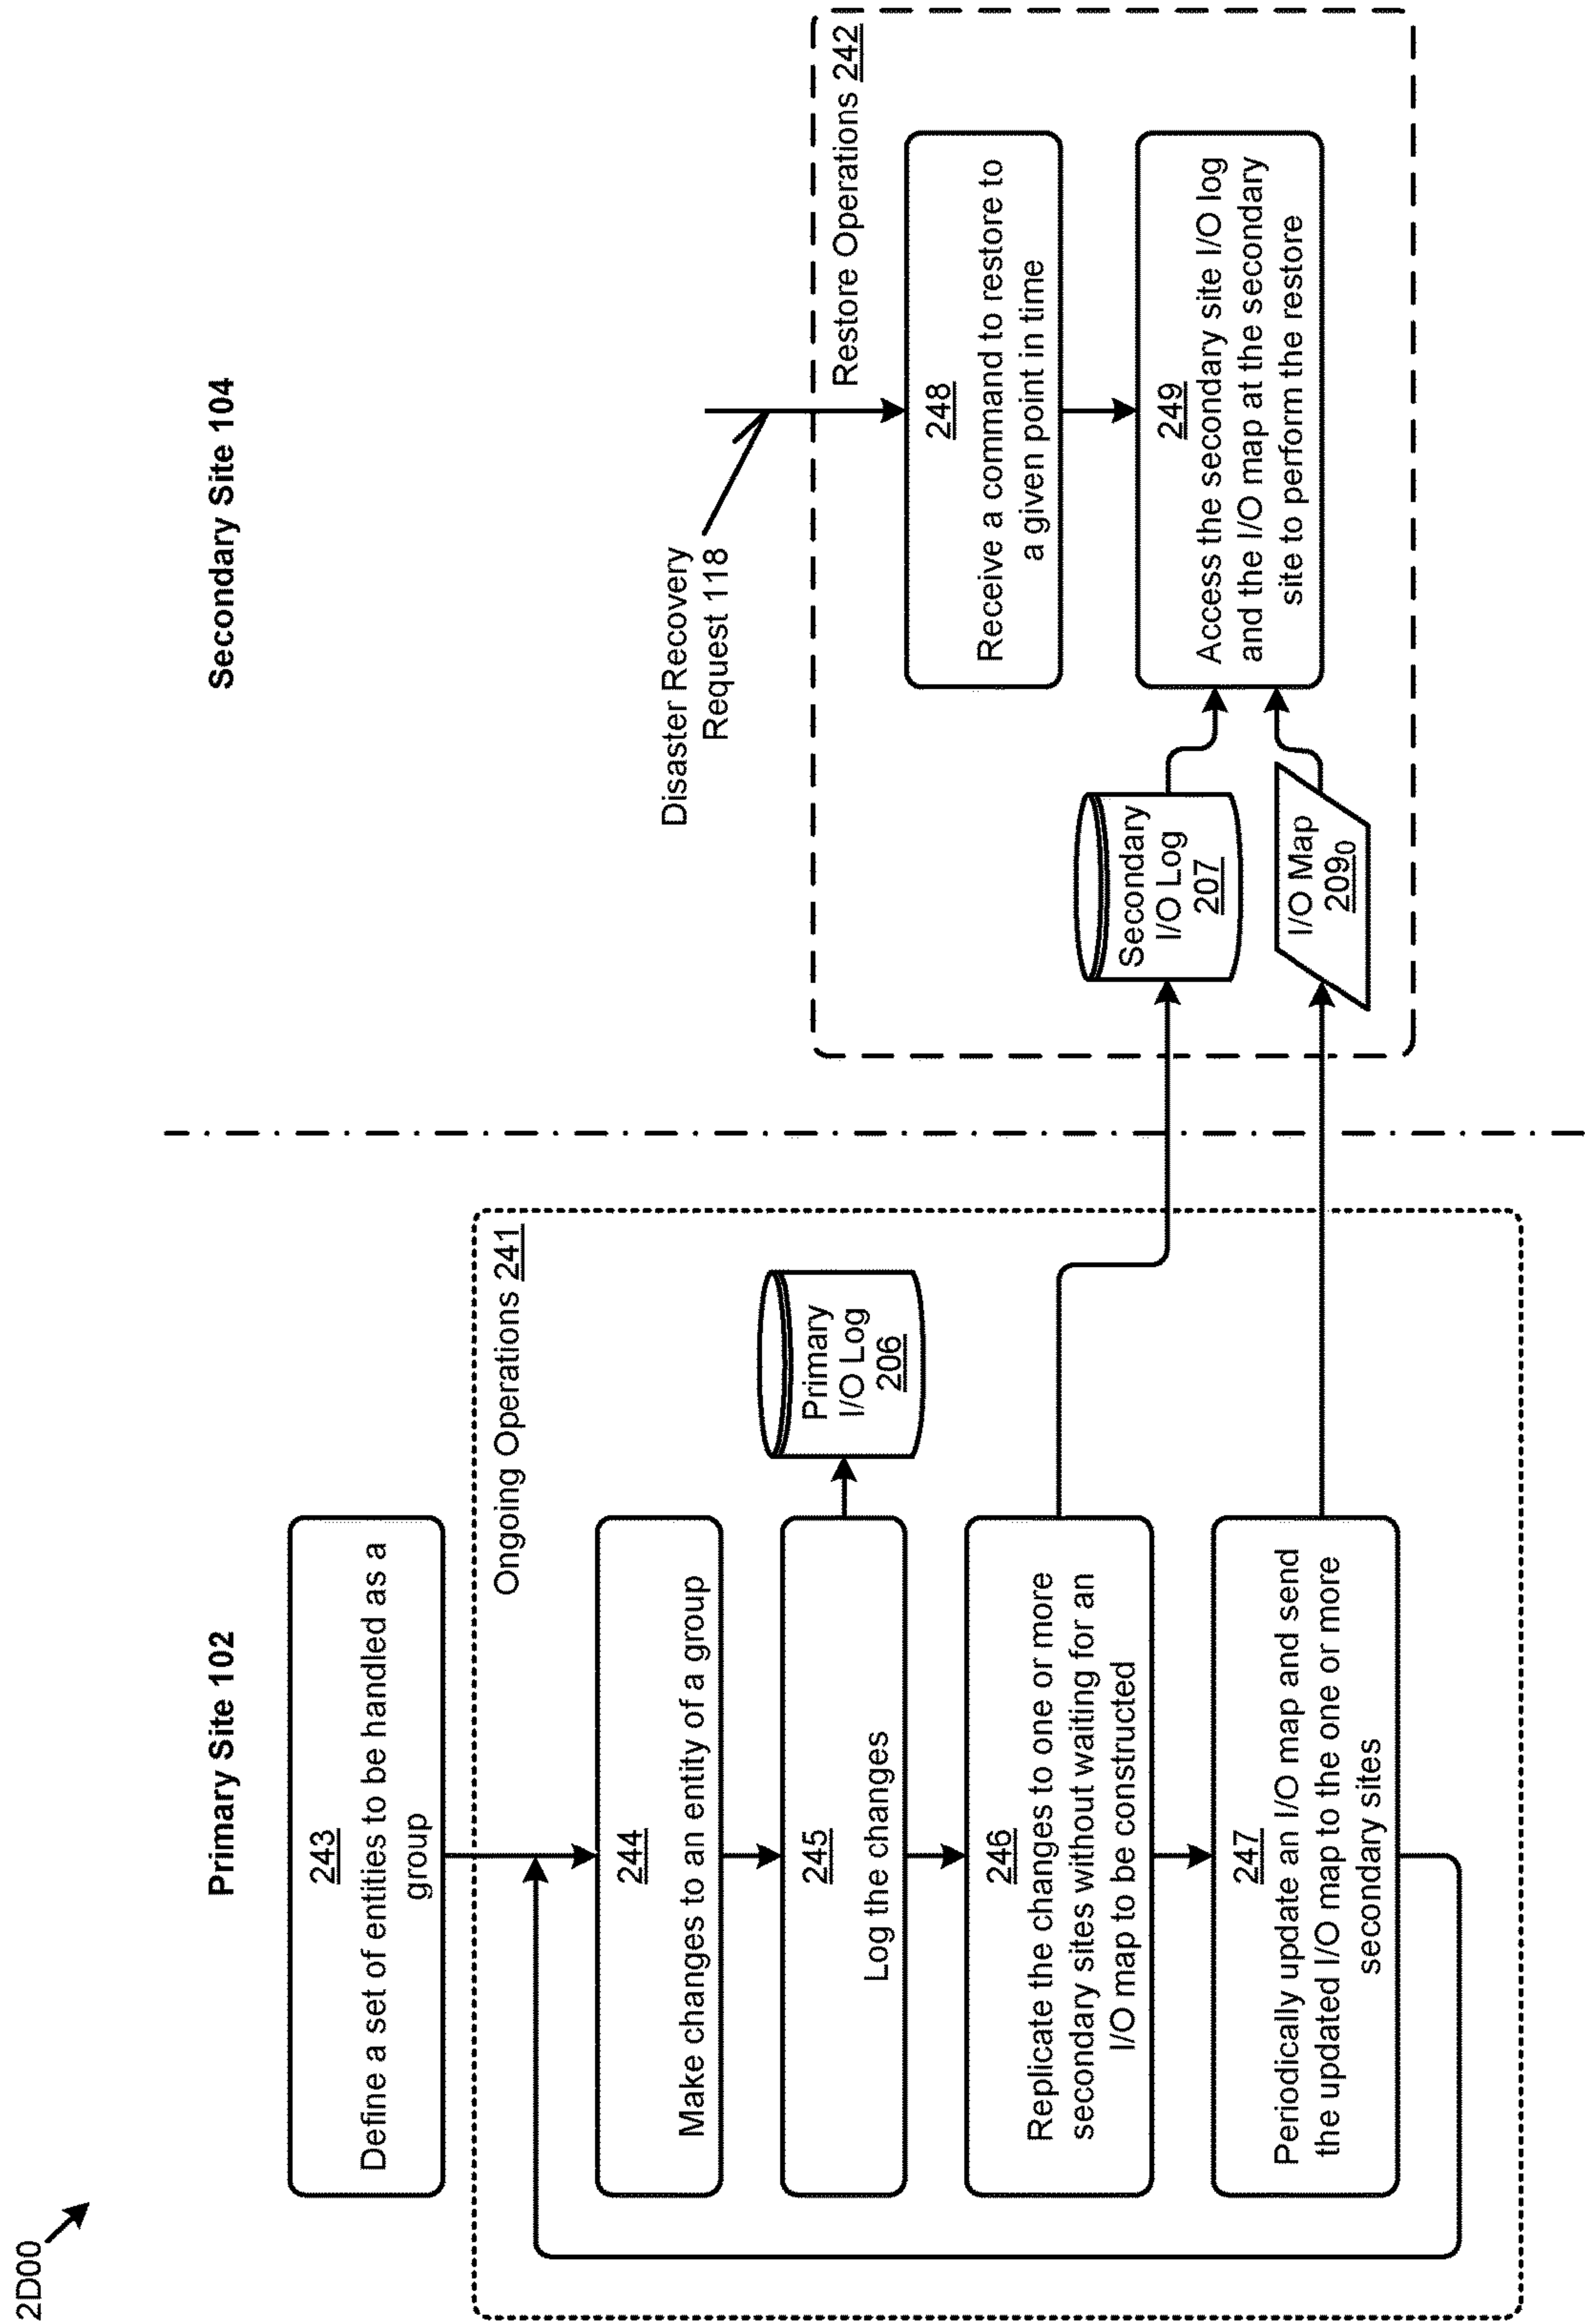 2D00
Primary Site 102
243
Define a set of entities to be handled as a
group
Ongoing Operations 241
244
Make changes to an entity of a group
245
Log the changes
Primary
I/O Log
206
246
Replicate the changes to one or more
secondary sites without waiting for an
I/O map to be constructed
247
Periodically update an I/O map and send
the updated I/O map to the one or more
secondary sites
Secondary Site 104
Disaster Recovery
Request 118
Restore Operations 242
248
Receive a command to restore to
a given point in time
249
Access the secondary site I/O log
and the I/O map at the secondary
site to perform the restore
Secondary
I/O Log
207
I/O Map
209₀